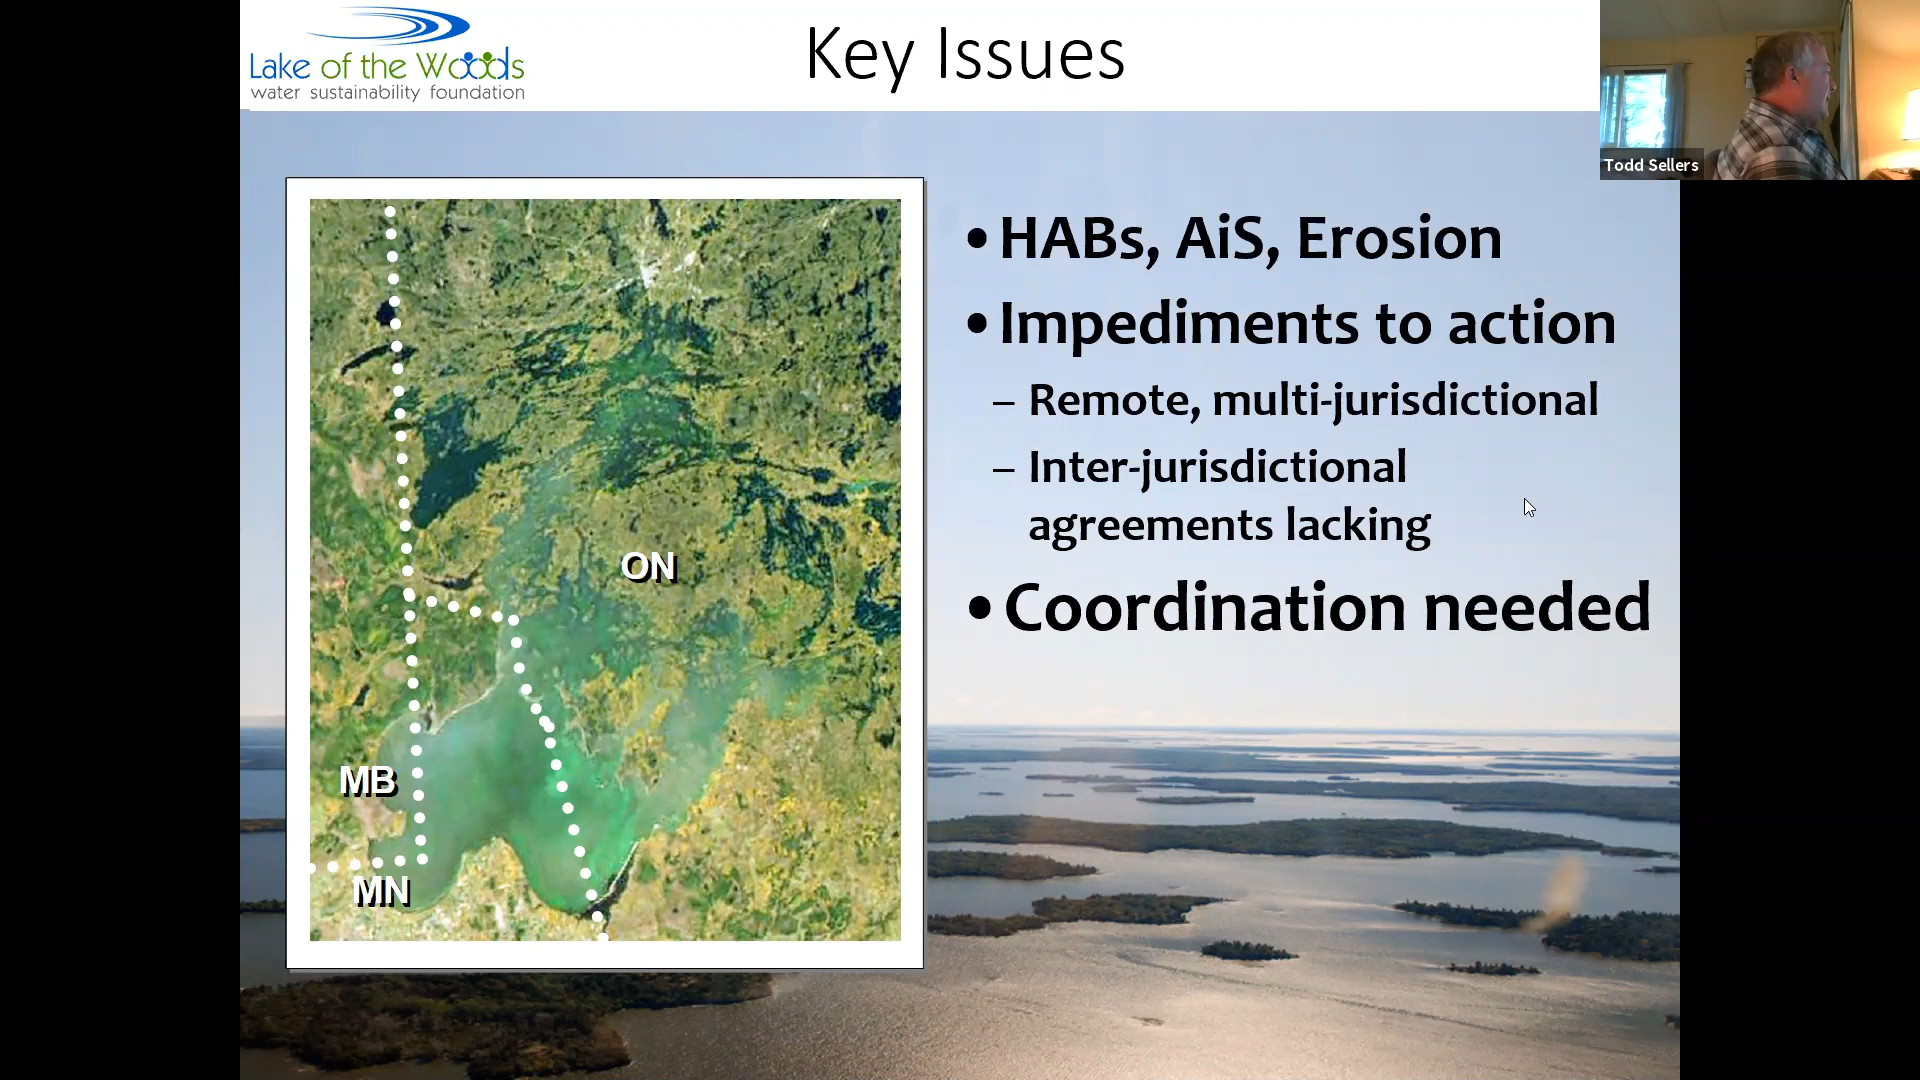 Lake of the Woods
water sustainability foundation
Key Issues
Todd Sellers
•HABs, AiS, Erosion
•Impediments to action
– Remote, multi-jurisdictional
– Inter-jurisdictional
agreements lacking
•Coordination needed
ON
MB
MN